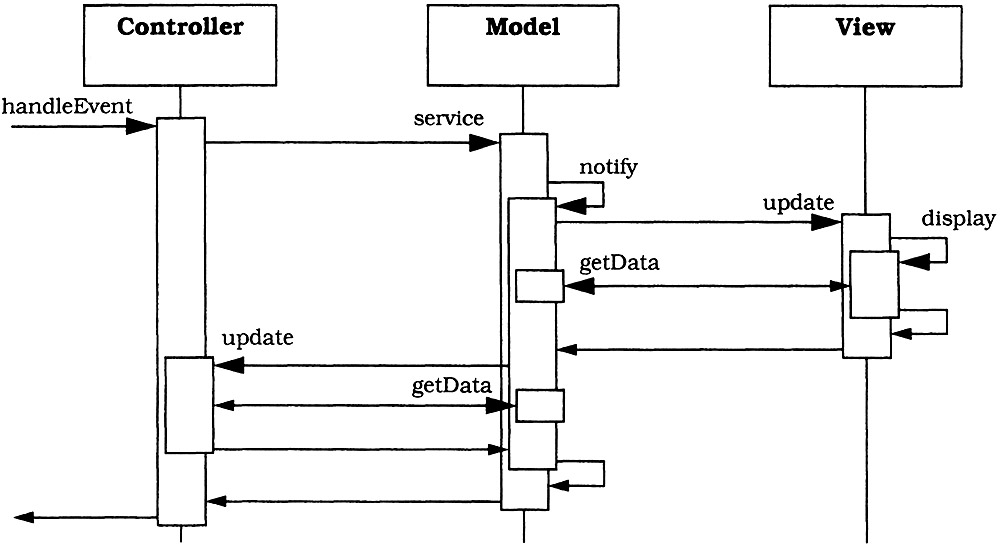 Controller
Model
View
handleEvent
service
notify
update
display
getData
update
getData